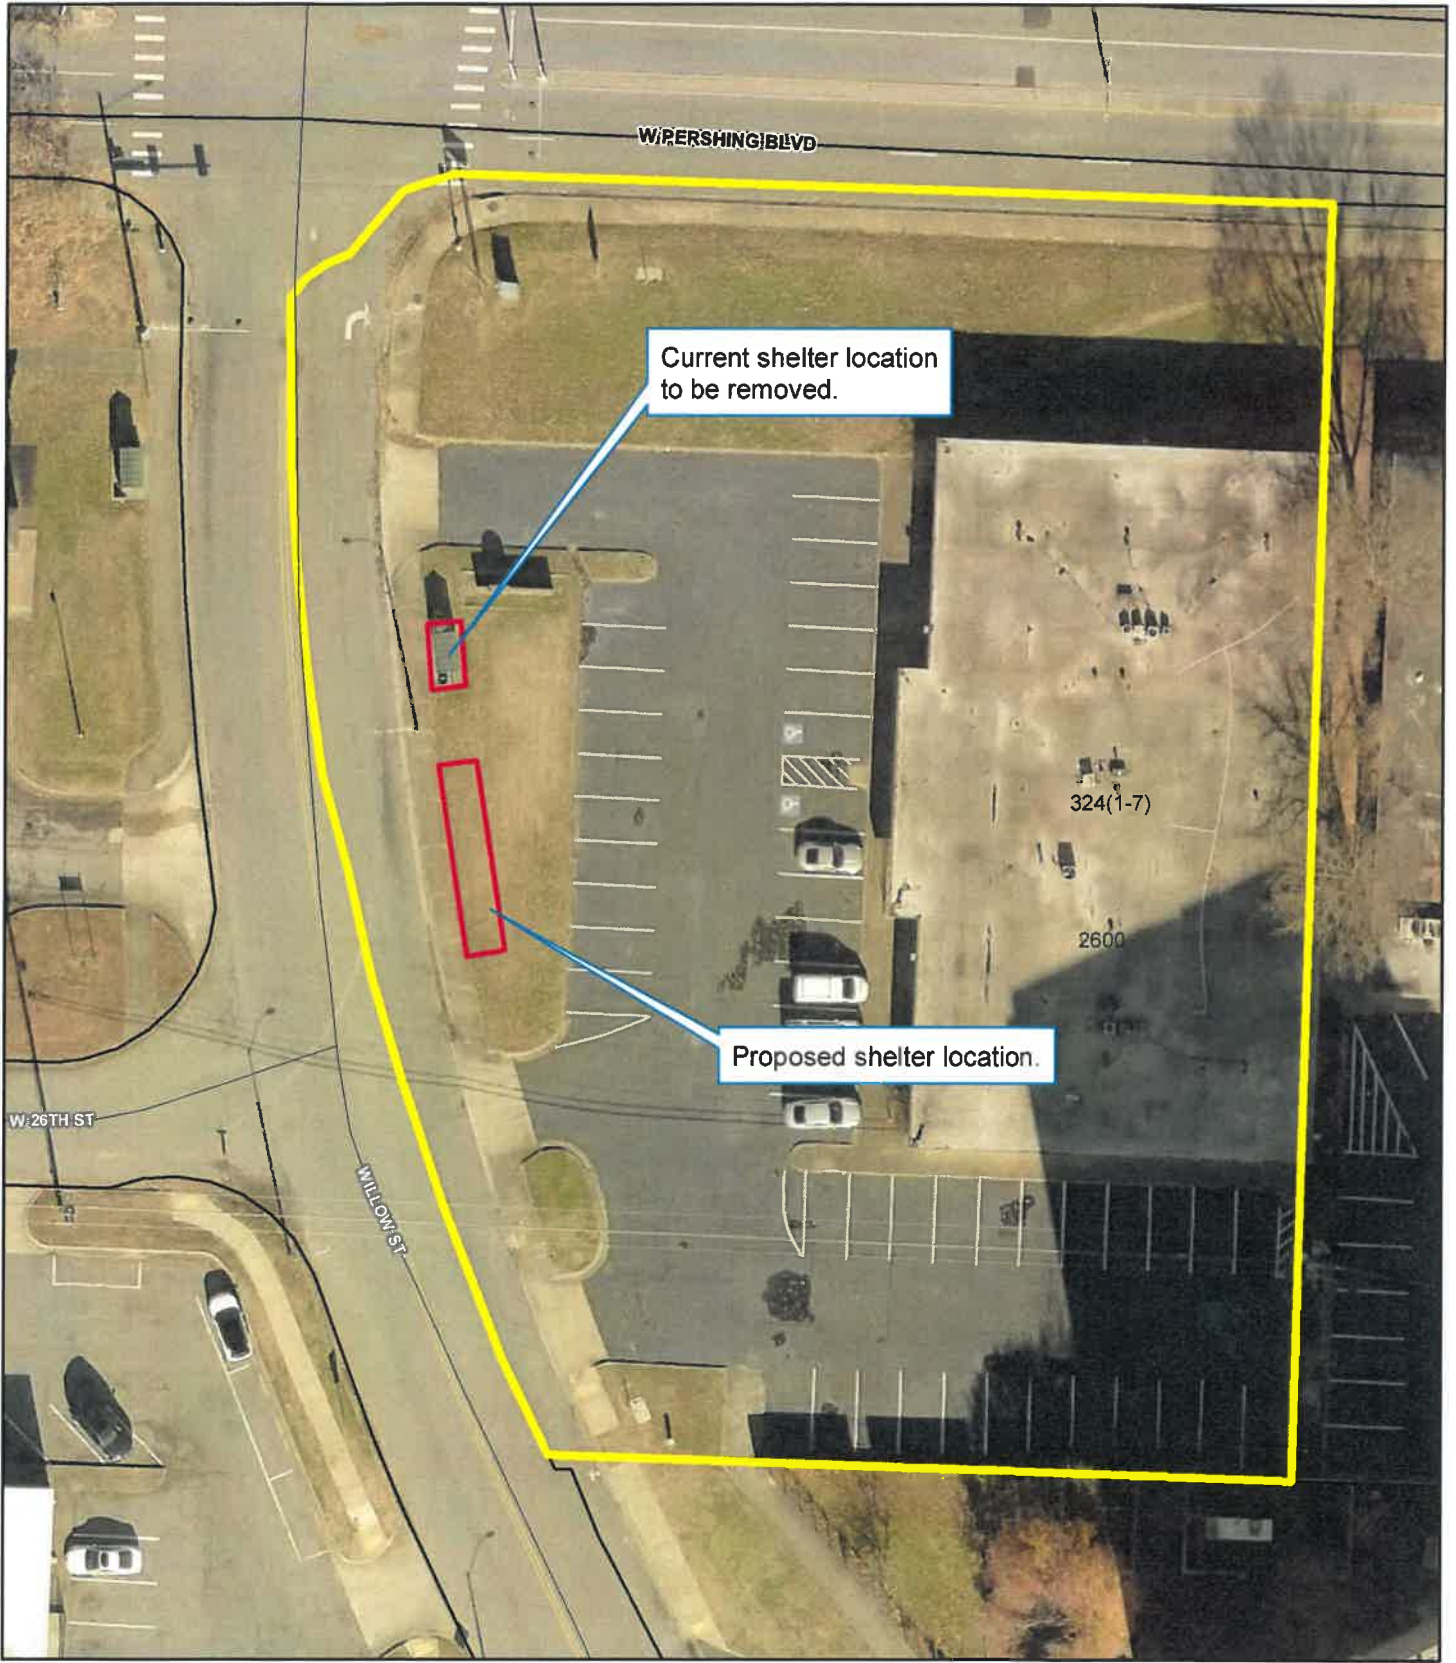 W PERSHING BLVD
Current shelter location
to be removed.
324(1-7)
2600
Proposed shelter location.
W 26TH ST
WILLOW ST